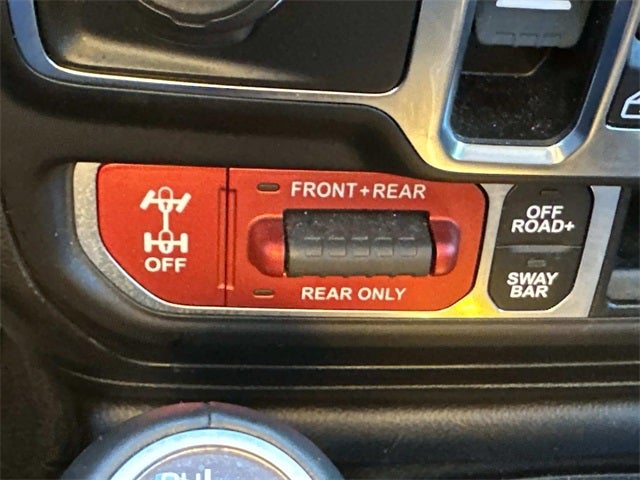 FRONT+REAR
OFF
REAR ONLY
OFF
ROAD+
SWAY
BAR